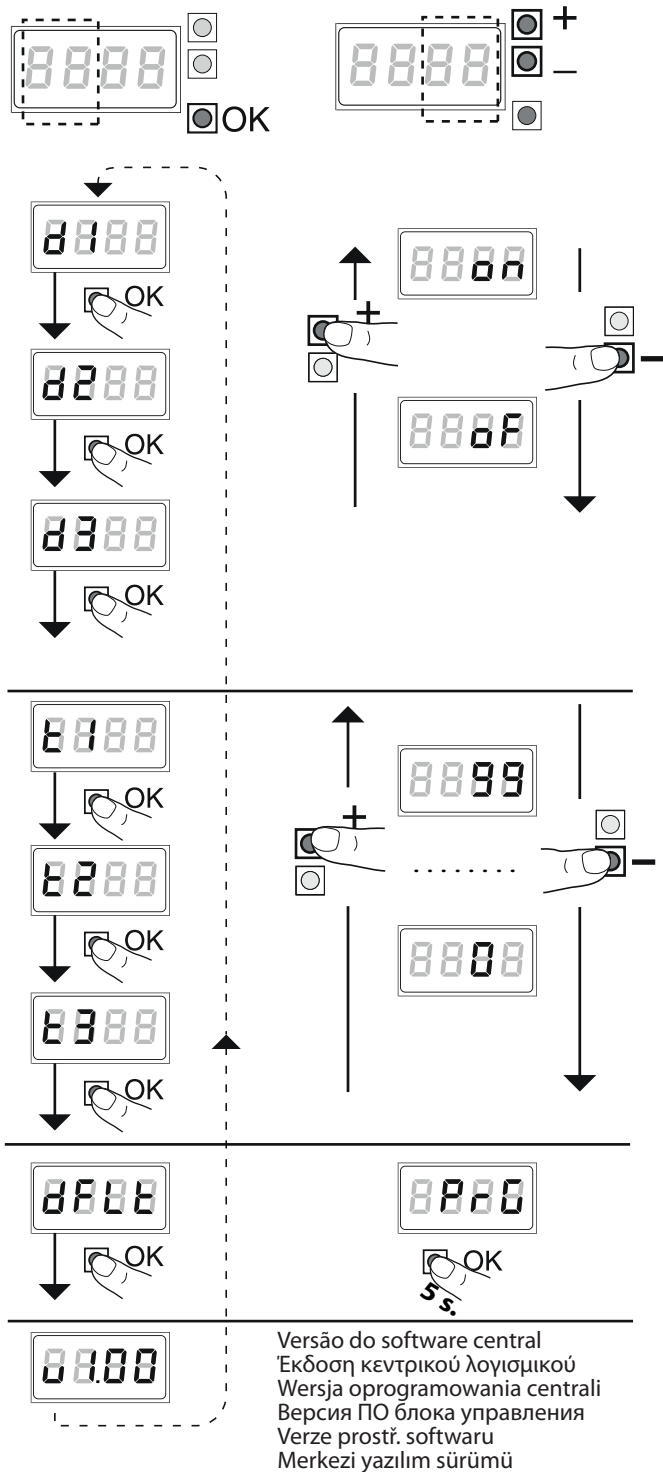 OK
+
–
d1
OK
on
+
–
d2
OK
oF
d3
OK
t1
OK
99
+
–
........
t2
OK
0
t3
OK
dFLt
OK
PrG
OK
5 s.
v1.00
Versão do software central
Έκδοση κεντρικού λογισμικού
Wersja oprogramowania centrali
Версия ПО блока управления
Verze prostř. softwaru
Merkezi yazılım sürümü